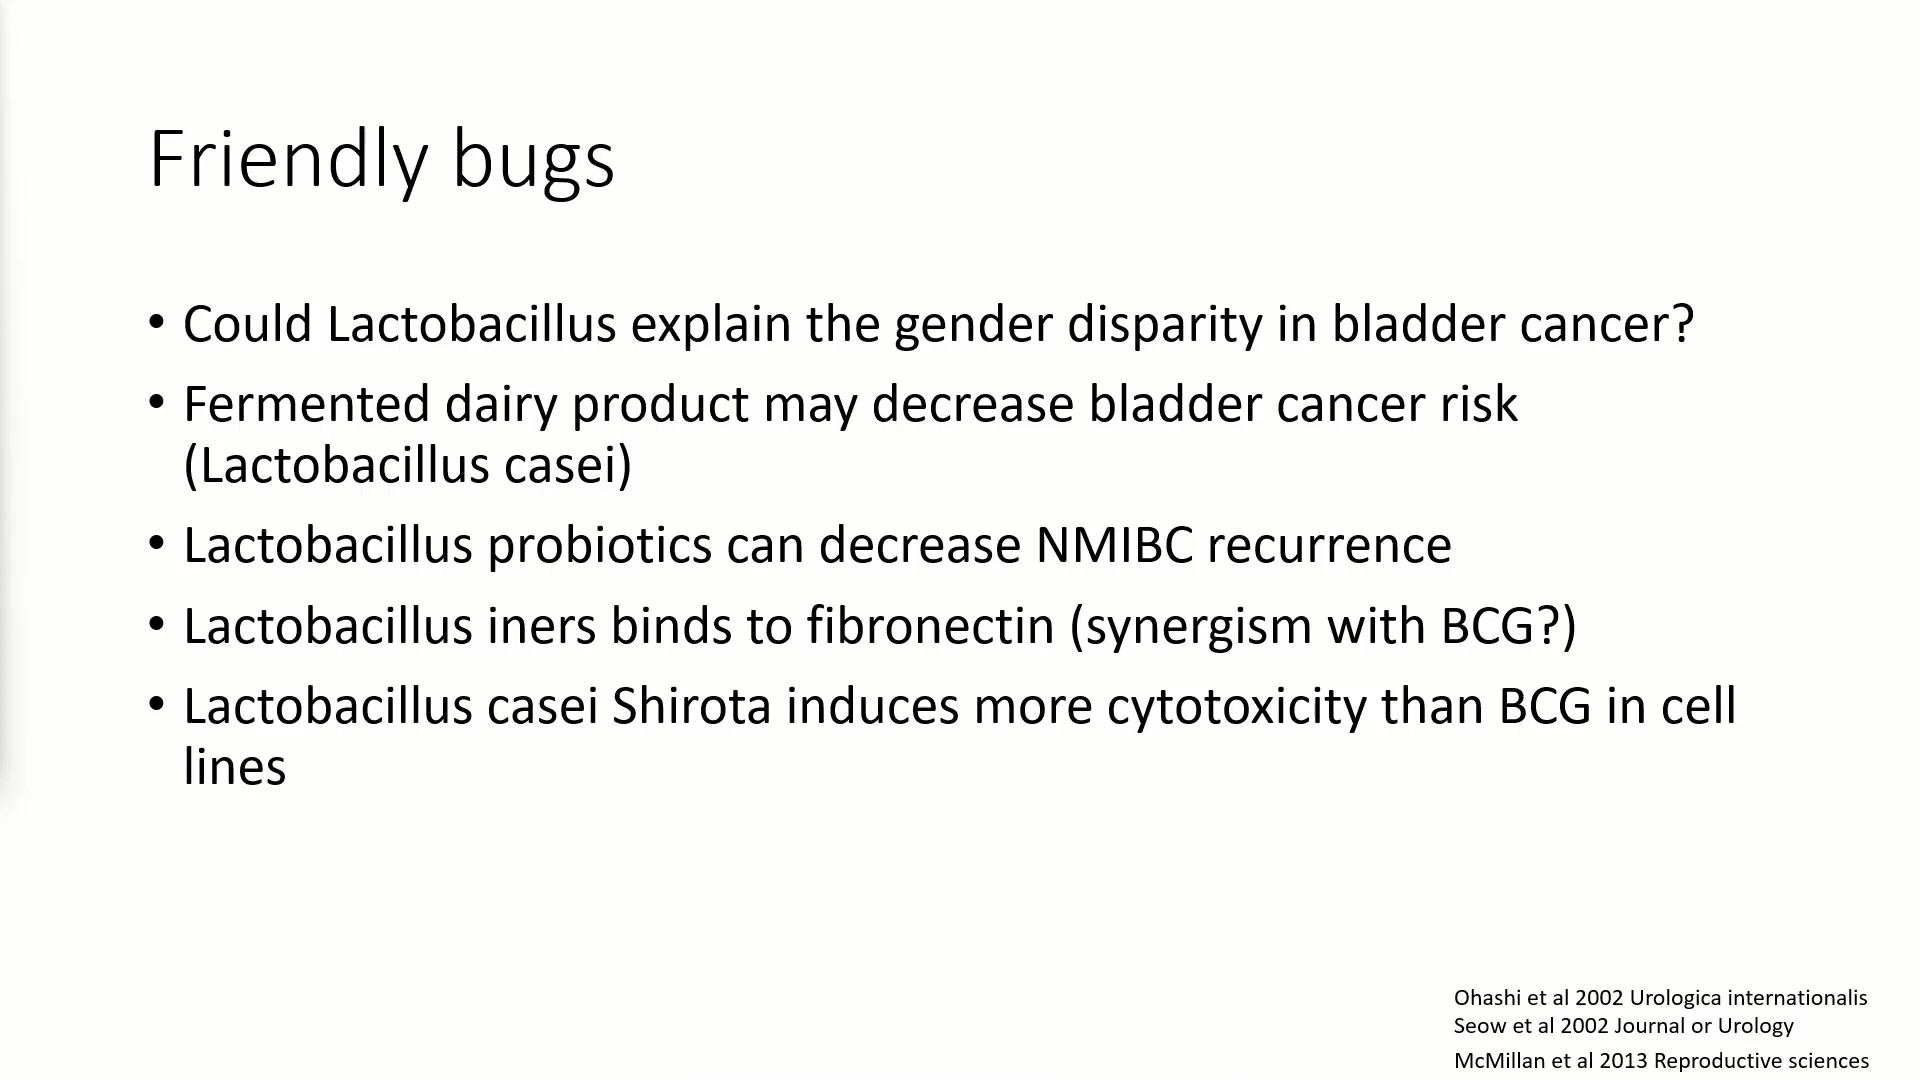 Friendly bugs
• Could Lactobacillus explain the gender disparity in bladder cancer?
• Fermented dairy product may decrease bladder cancer risk
(Lactobacillus casei)
• Lactobacillus probiotics can decrease NMIBC recurrence
• Lactobacillus iners binds to fibronectin (synergism with BCG?)
• Lactobacillus casei Shirota induces more cytotoxicity than BCG in cell
lines
Ohashi et al 2002 Urologica internationalis
Seow et al 2002 Journal or Urology
McMillan et al 2013 Reproductive sciences